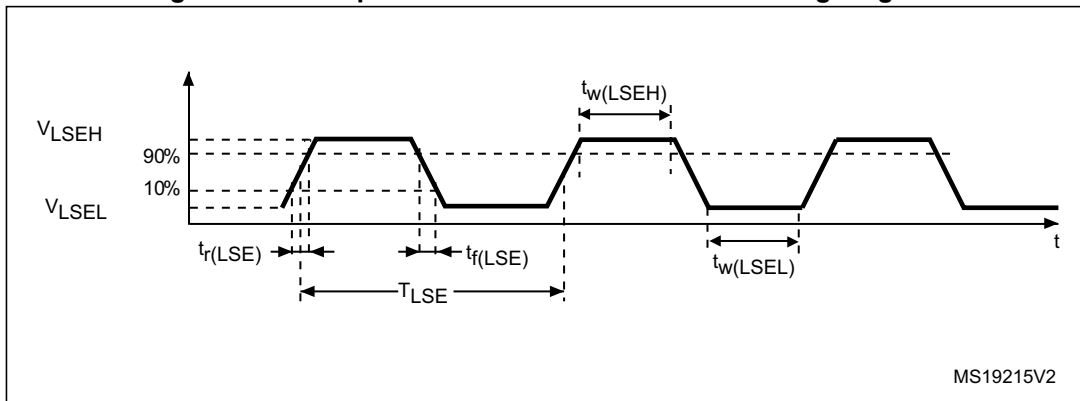 t_w(LSEH)
V_LSEH
90%
10%
V_LSEL
t_r(LSE)
t_f(LSE)
t_w(LSEL)
t
T_LSE
MS19215V2